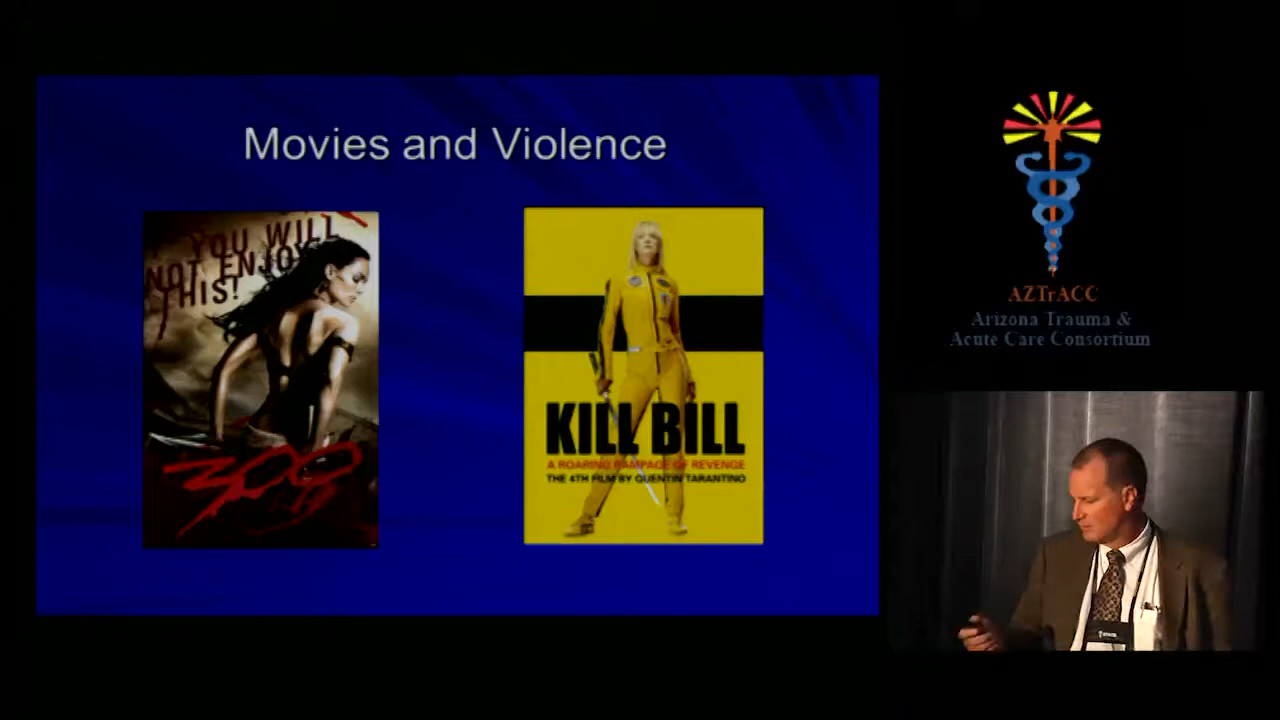 Movies and Violence
YOU WILL
NOT ENJOY
THIS!
300
KILL BILL
A ROARING RAMPAGE OF REVENGE
THE 4TH FILM BY QUENTIN TARANTINO
AZTrACC
Arizona Trauma &
Acute Care Consortium